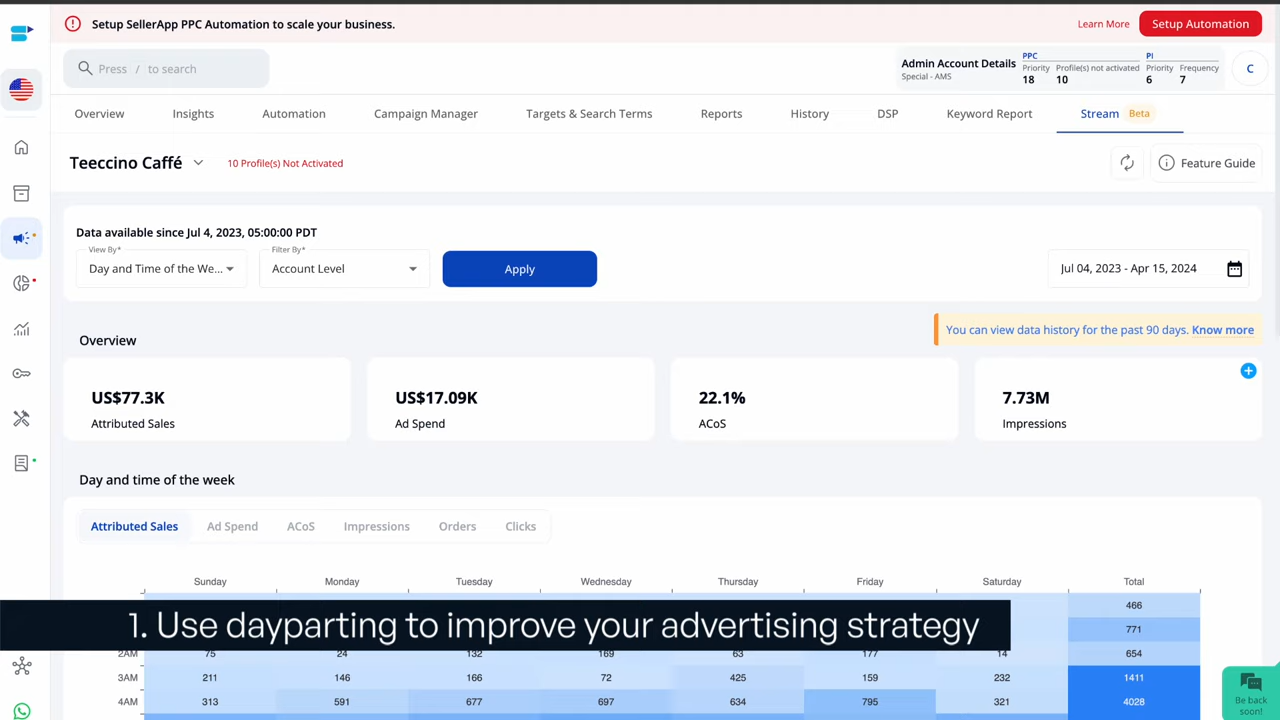 Setup SellerApp PPC Automation to scale your business.
Learn More
Setup Automation
Press / to search
Admin Account Details
Special - AMS
PPC
Priority Profile(s) not activated
18 10
PI
Priority Frequency
6 7
C
Overview
Insights
Automation
Campaign Manager
Targets & Search Terms
Reports
History
DSP
Keyword Report
Stream Beta
Teeccino Caffé
10 Profile(s) Not Activated
Feature Guide
Data available since Jul 4, 2023, 05:00:00 PDT
View By*
Day and Time of the We...
Filter By*
Account Level
Apply
Jul 04, 2023 - Apr 15, 2024
You can view data history for the past 90 days. Know more
Overview
US$77.3K
Attributed Sales
US$17.09K
Ad Spend
22.1%
ACoS
7.73M
Impressions
Day and time of the week
Attributed Sales
Ad Spend
ACoS
Impressions
Orders
Clicks
Sunday Monday Tuesday Wednesday Thursday Friday Saturday Total
466
771
1. Use dayparting to improve your advertising strategy
2AM 75 24 132 169 63 177 14 654
3AM 211 146 166 72 425 159 232 1411
4AM 313 591 677 697 634 795 321 4028
Be back
soon!